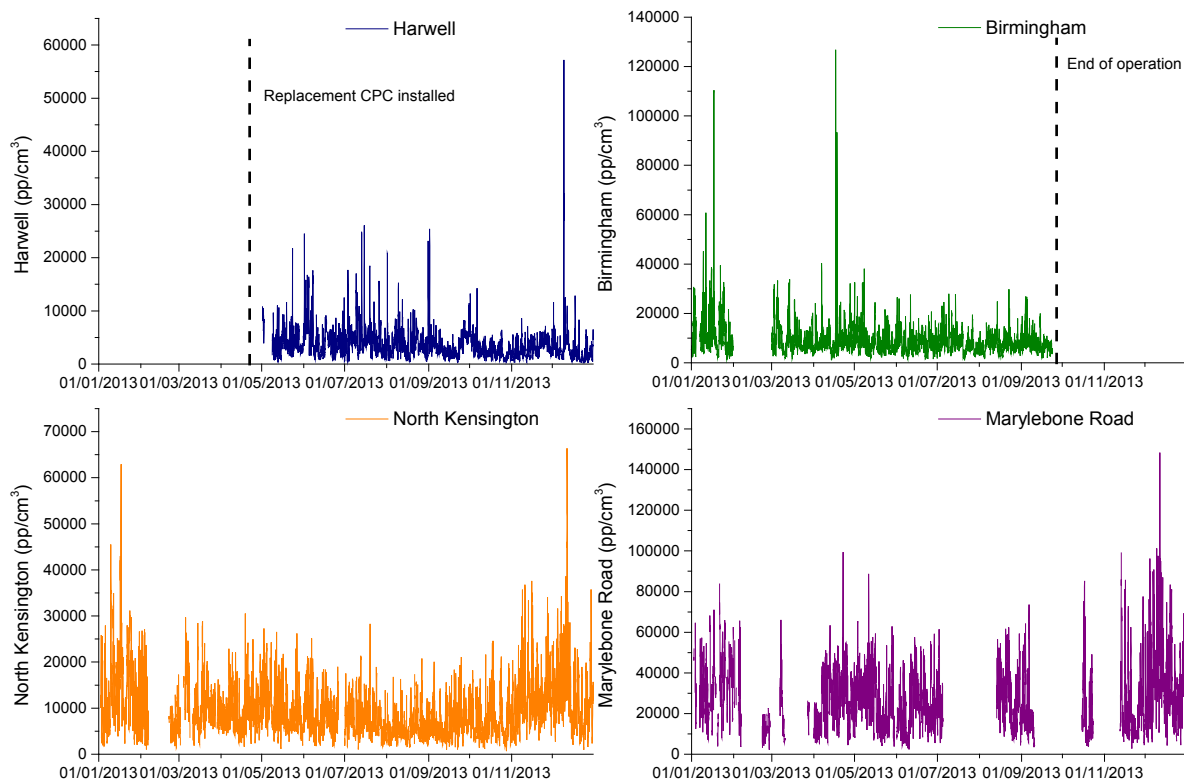 Harwell
60000
50000
40000
30000
20000
10000
0
Harwell (pp/cm³)
Replacement CPC installed
01/01/2013 01/03/2013 01/05/2013 01/07/2013 01/09/2013 01/11/2013
Birmingham
140000
120000
100000
80000
60000
40000
20000
0
Birmingham (pp/cm³)
End of operation
01/01/2013 01/03/2013 01/05/2013 01/07/2013 01/09/2013 01/11/2013
North Kensington
70000
60000
50000
40000
30000
20000
10000
0
North Kensington (pp/cm³)
01/01/2013 01/03/2013 01/05/2013 01/07/2013 01/09/2013 01/11/2013
Marylebone Road
160000
140000
120000
100000
80000
60000
40000
20000
0
Marylebone Road (pp/cm³)
01/01/2013 01/03/2013 01/05/2013 01/07/2013 01/09/2013 01/11/2013